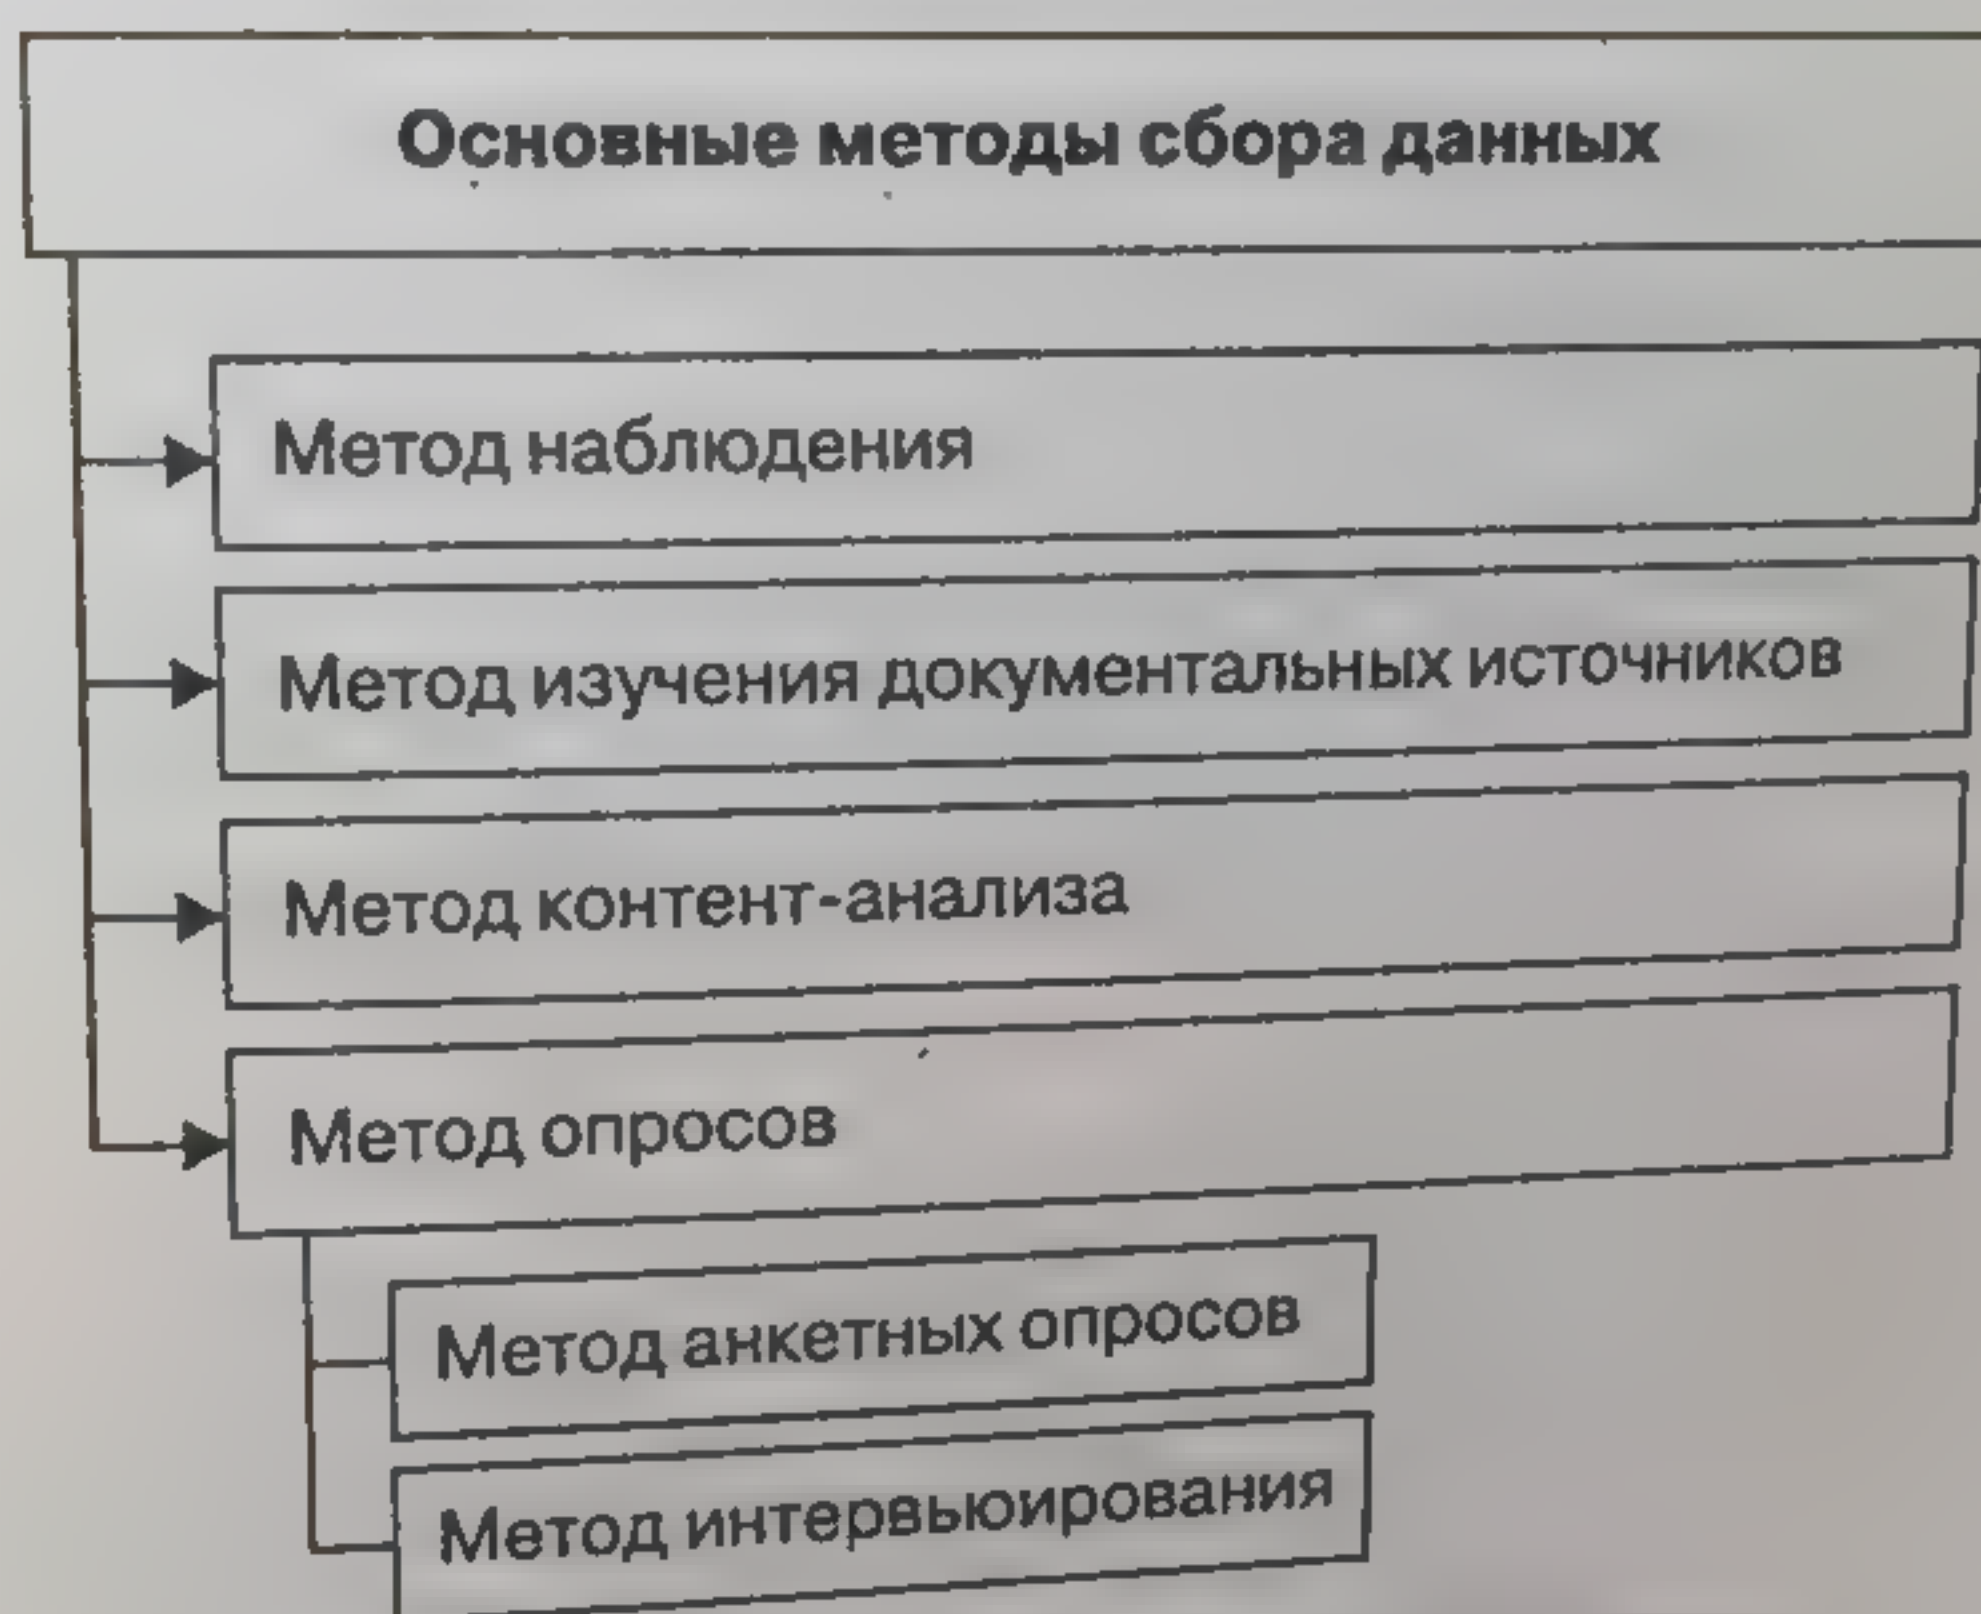 Основные методы сбора данных
Метод наблюдения
Метод изучения документальных источников
Метод контент-анализа
Метод опросов
Метод анкетных опросов
Метод интервьюирования